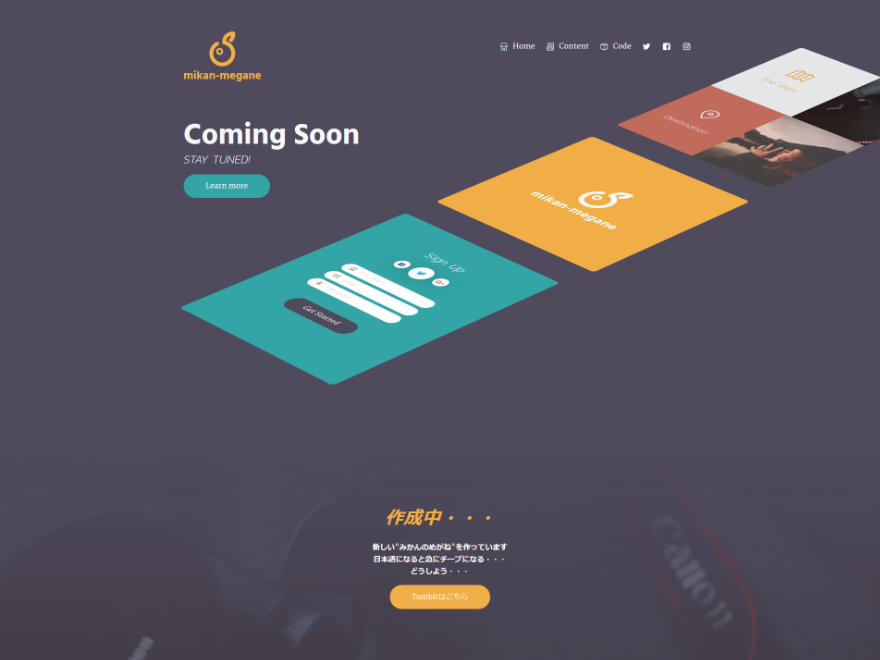 mikan-megane
Home
Content
Code
Coming Soon
STAY TUNED!
Learn more
The start
Destination
mikan-megane
Sign Up
G+
Get Started
作成中・・・
新しい"みかんのめがね"を作っています
日本語になると急にチープになる・・・
どうしよう・・・
Tumblrはこちら
Canon